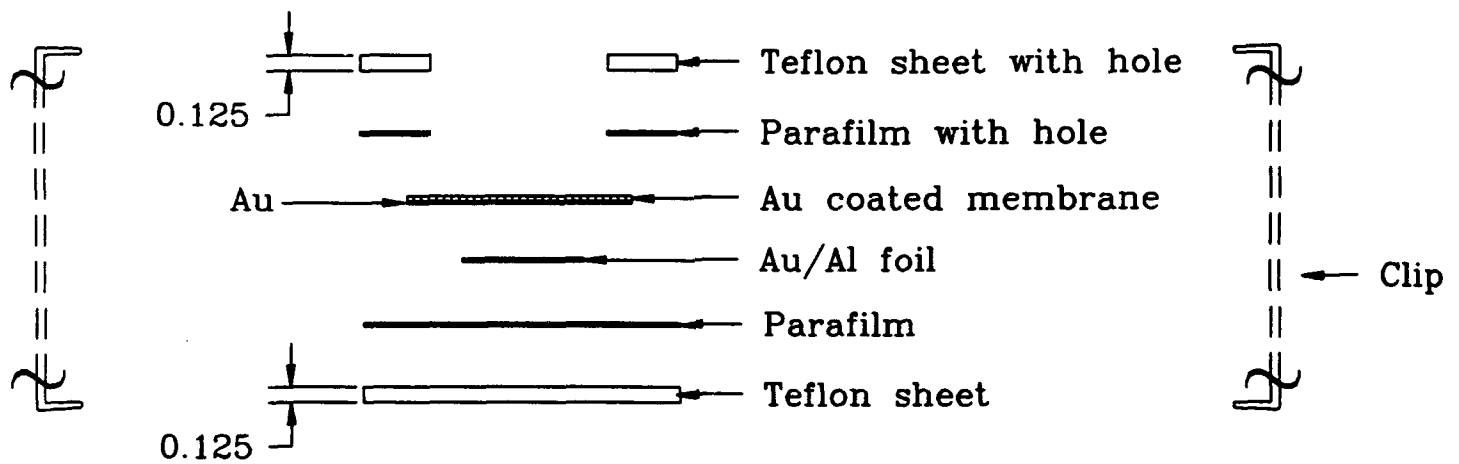 Teflon sheet with hole
0.125
Parafilm with hole
Au
Au coated membrane
Au/Al foil
Clip
Parafilm
Teflon sheet
0.125